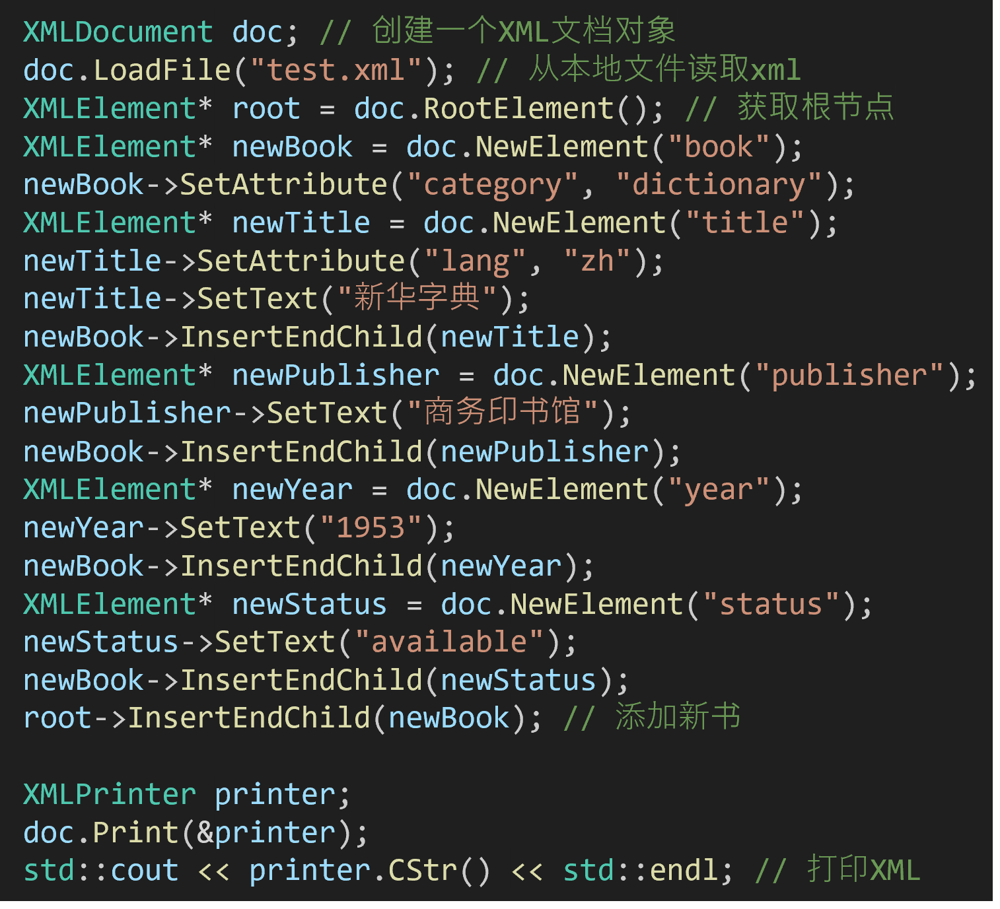 XMLDocument doc; // 创建一个XML文档对象
doc.LoadFile("test.xml"); // 从本地文件读取xml
XMLElement* root = doc.RootElement(); // 获取根节点
XMLElement* newBook = doc.NewElement("book");
newBook->SetAttribute("category", "dictionary");
XMLElement* newTitle = doc.NewElement("title");
newTitle->SetAttribute("lang", "zh");
newTitle->SetText("新华字典");
newBook->InsertEndChild(newTitle);
XMLElement* newPublisher = doc.NewElement("publisher");
newPublisher->SetText("商务印书馆");
newBook->InsertEndChild(newPublisher);
XMLElement* newYear = doc.NewElement("year");
newYear->SetText("1953");
newBook->InsertEndChild(newYear);
XMLElement* newStatus = doc.NewElement("status");
newStatus->SetText("available");
newBook->InsertEndChild(newStatus);
root->InsertEndChild(newBook); // 添加新书
XMLPrinter printer;
doc.Print(&printer);
std::cout << printer.CStr() << std::endl; // 打印XML